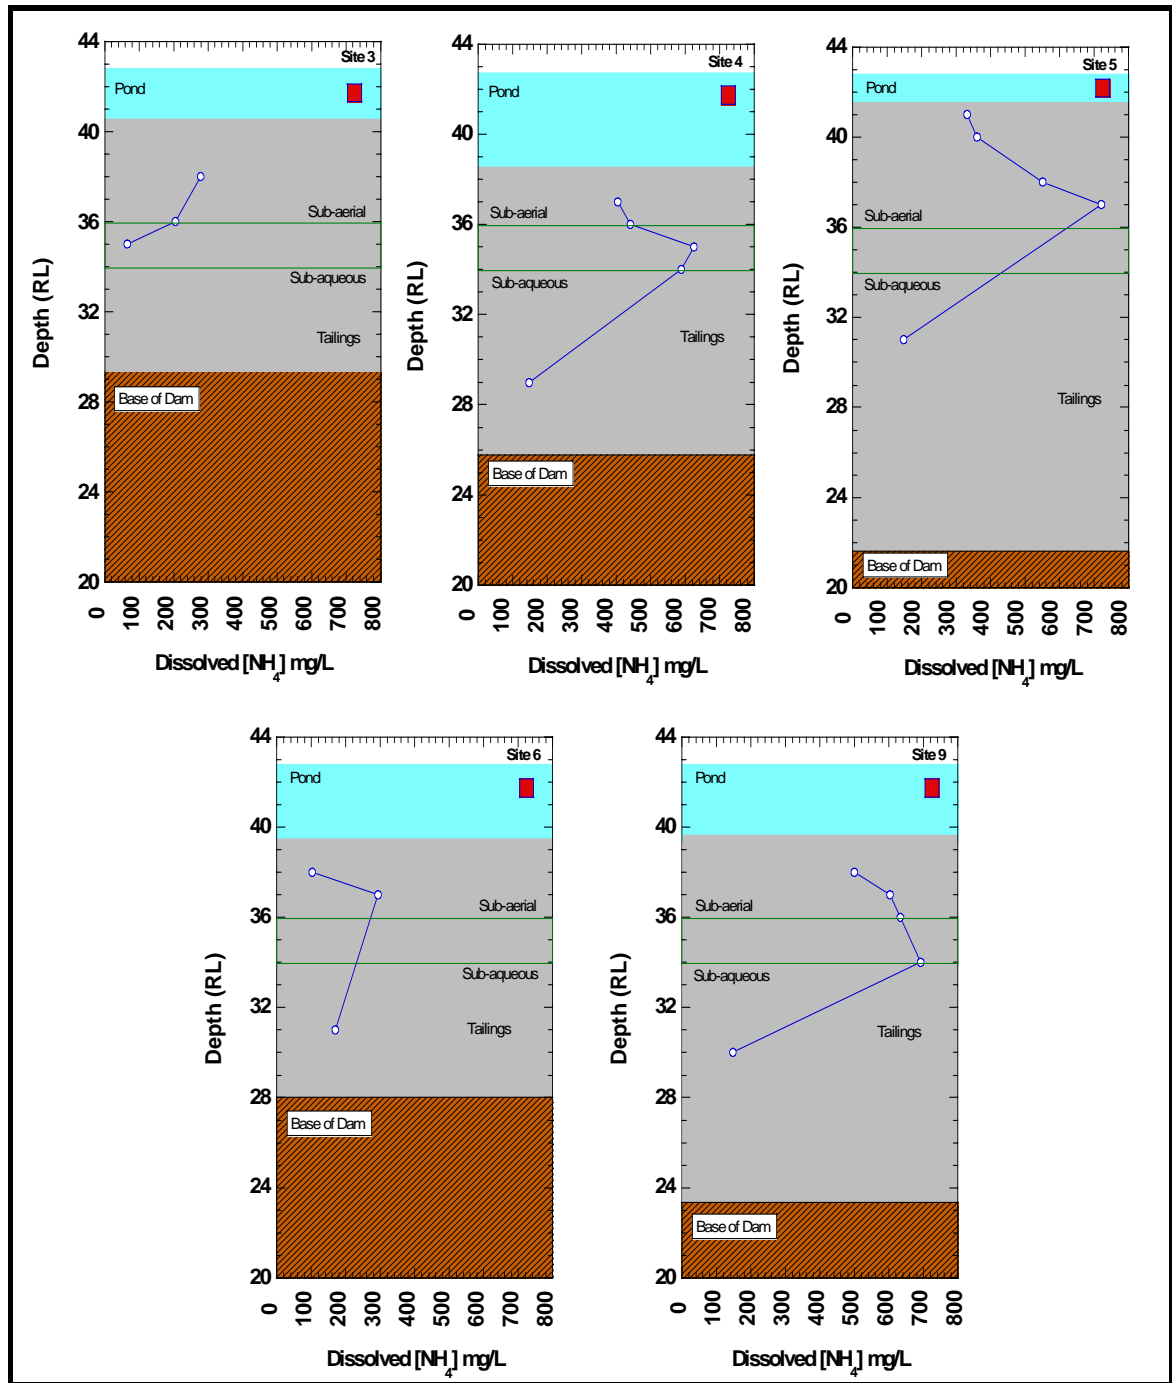 44
Site 3
Pond
40
36
Sub-aerial
Sub-aqueous
32
Tailings
28
Base of Dam
24
20
Depth (RL)
0 100 200 300 400 500 600 700 800
Dissolved [NH4] mg/L
44
Site 4
Pond
40
36
Sub-aerial
Sub-aqueous
32
Tailings
28
Base of Dam
24
20
Depth (RL)
0 100 200 300 400 500 600 700 800
Dissolved [NH4] mg/L
44
Site 5
Pond
40
36
Sub-aerial
Sub-aqueous
32
Tailings
28
24
Base of Dam
20
Depth (RL)
0 100 200 300 400 500 600 700 800
Dissolved [NH4] mg/L
44
Site 6
Pond
40
36
Sub-aerial
Sub-aqueous
32
Tailings
28
Base of Dam
24
20
Depth (RL)
0 100 200 300 400 500 600 700 800
Dissolved [NH4] mg/L
44
Site 9
Pond
40
36
Sub-aerial
Sub-aqueous
32
Tailings
28
24
Base of Dam
20
Depth (RL)
0 100 200 300 400 500 600 700 800
Dissolved [NH4] mg/L